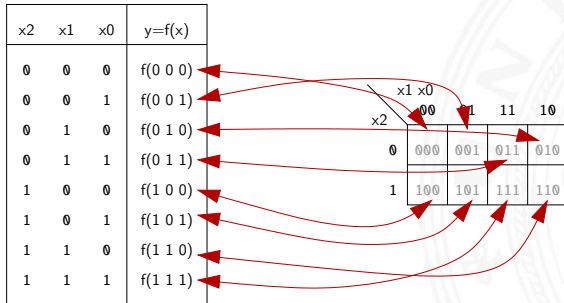 x2 x1 x0 y=f(x)
0 0 0 f(0 0 0)
0 0 1 f(0 0 1)
0 1 0 f(0 1 0)
0 1 1 f(0 1 1)
1 0 0 f(1 0 0)
1 0 1 f(1 0 1)
1 1 0 f(1 1 0)
1 1 1 f(1 1 1)
x1 x0
x2
00 01 11 10
0 000 001 011 010
1 100 101 111 110